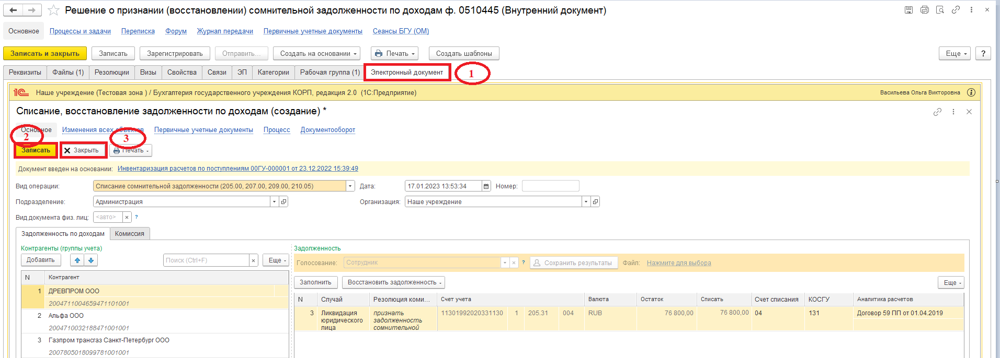 Решение о признании (восстановлении) сомнительной задолженности по доходам ф. 0510445 (Внутренний документ)
Основное Процессы и задачи Переписка Форум Журнал передачи Первичные учетные документы Сеансы БГУ (ОМ)
Записать и закрыть Записать Зарегистрировать Отправить... Создать на основании Печать Создать шаблоны Еще ?
Реквизиты Файлы (1) Резолюции Визы Свойства Связи ЭП Категории Рабочая группа (1) Электронный документ 1
1С Наше учреждение (Тестовая зона ) / Бухгалтерия государственного учреждения КОРП, редакция 2.0 (1С:Предприятие) Васильева Ольга Викторовна
Списание, восстановление задолженности по доходам (создание) *
Основное Изменения всех объектов Первичные учетные документы Процесс Документооборот
2 3
Записать Закрыть Печать
Документ введен на основании: Инвентаризация расчетов по поступлениям 00ГУ-000001 от 23.12.2022 15:39:49
Вид операции: Списание сомнительной задолженности (205.00, 207.00, 209.00, 210.05) Дата: 17.01.2023 13:53:34 Номер:
Подразделение: Администрация Организация: Наше учреждение
Вид документа физ. лиц: <авто> × ?
Задолженность по доходам Комиссия
Контрагенты (группы учета) Задолженность
Добавить Поиск (Ctrl+F) × Еще
Голосование: Сотрудник × ? Сохранить результаты Файл: Нажмите для выбора
Заполнить Восстановить задолженность Еще
N Контрагент
1 ДРЕВПРОМ ООО
2004711004659471101001
2 Альфа ООО
2004710032188471001001
3 Газпром трансгаз Санкт-Петербург ООО
2007805018099781001001
N Случай Резолюция коми... Счет учета Валюта Остаток Списать Счет списания КОСГУ Аналитика расчетов
3 Ликвидация признать 11301992020331130 1 205.31 004 RUB 76 800,00 76 800,00 04 131 Договор 59 ПП от 01.04.2019
юридического задолженность
лица сомнительной